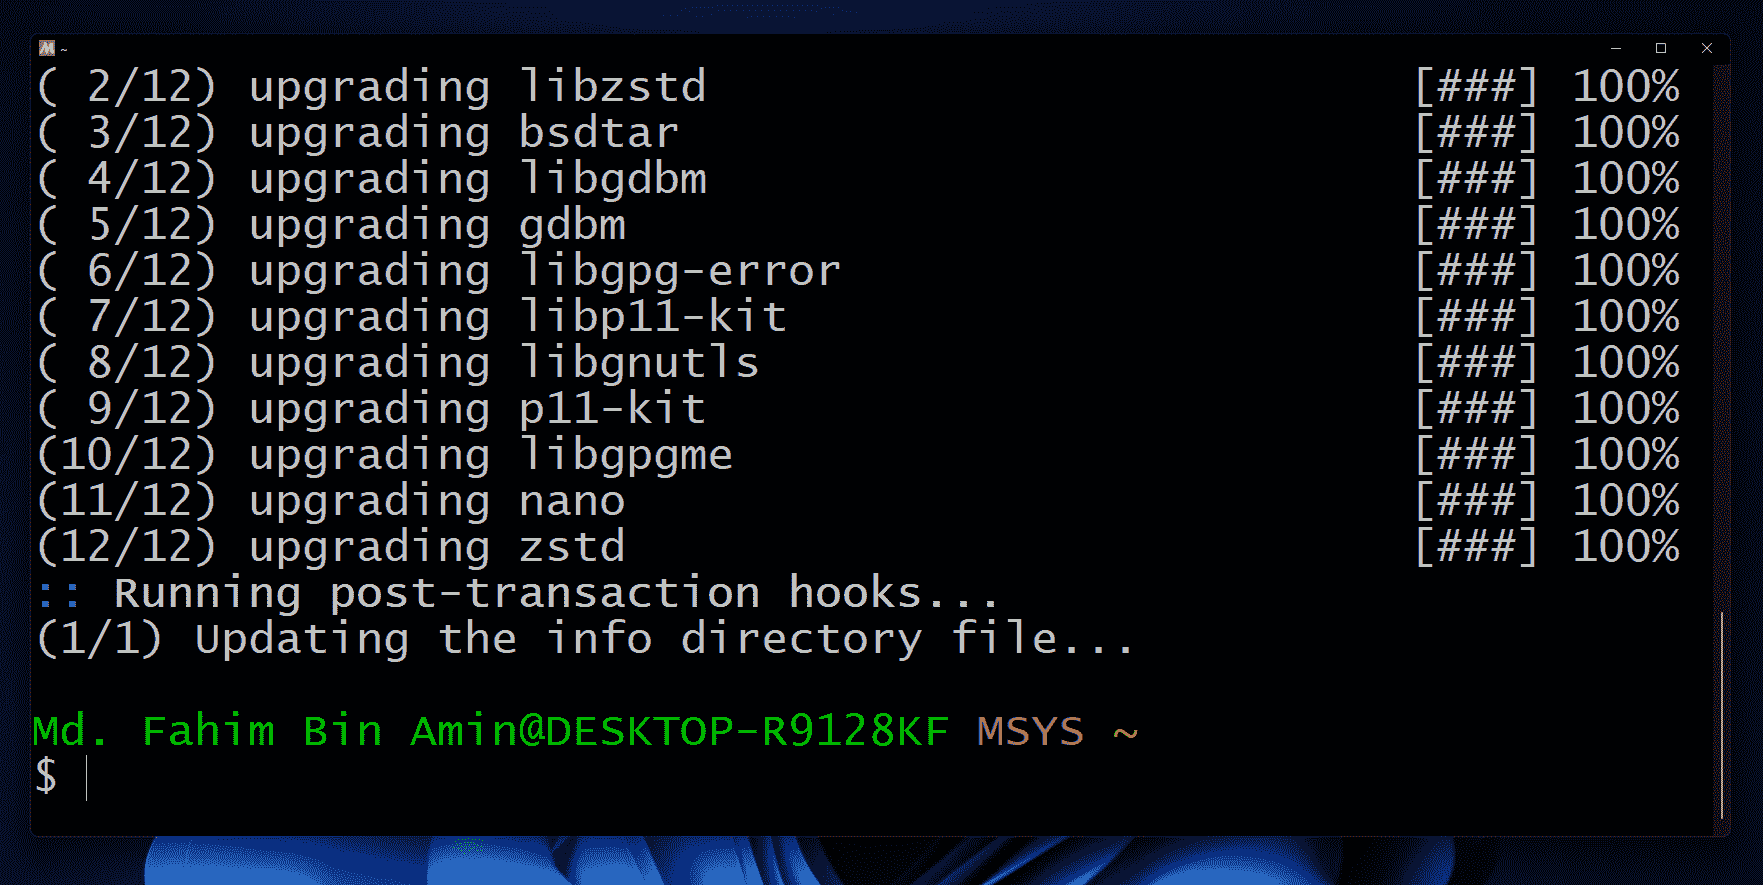 ~
( 2/12) upgrading libzstd [###] 100%
( 3/12) upgrading bsdtar [###] 100%
( 4/12) upgrading libgdbm [###] 100%
( 5/12) upgrading gdbm [###] 100%
( 6/12) upgrading libgpg-error [###] 100%
( 7/12) upgrading libp11-kit [###] 100%
( 8/12) upgrading libgnutls [###] 100%
( 9/12) upgrading p11-kit [###] 100%
(10/12) upgrading libgpgme [###] 100%
(11/12) upgrading nano [###] 100%
(12/12) upgrading zstd [###] 100%
:: Running post-transaction hooks...
(1/1) Updating the info directory file...
Md. Fahim Bin Amin@DESKTOP-R9128KF MSYS ~
$